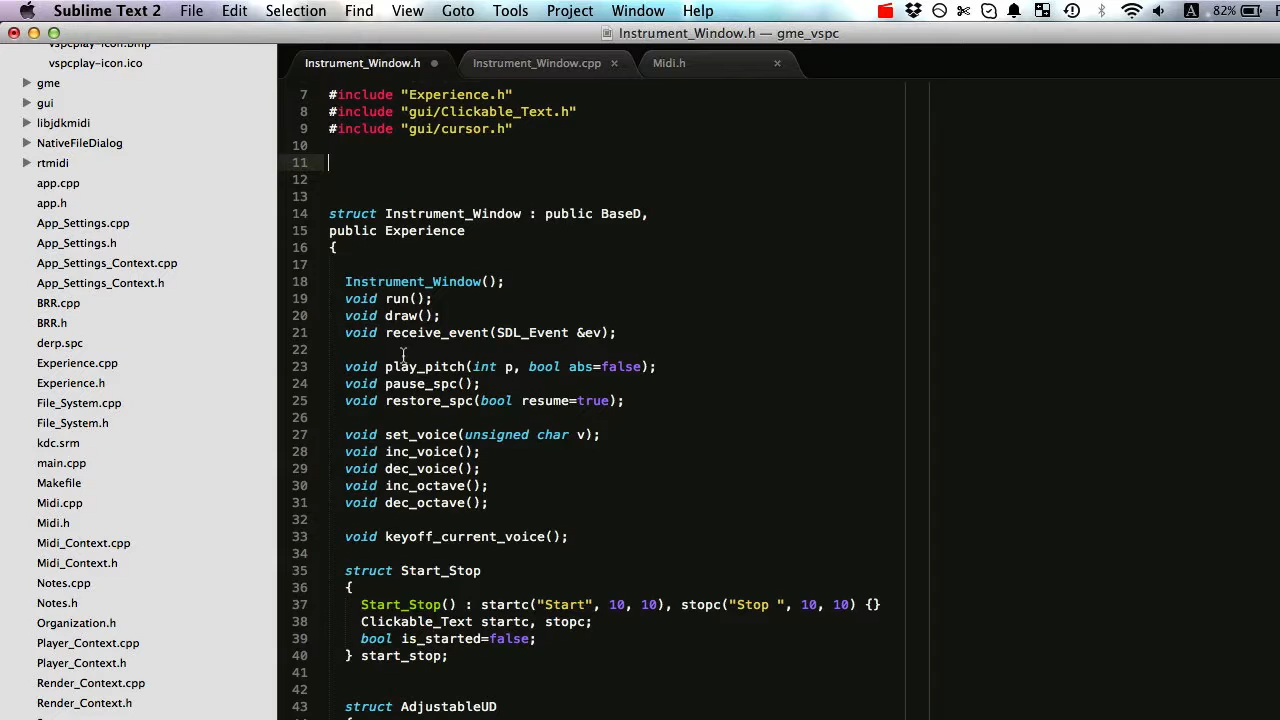 Sublime Text 2 File Edit Selection Find View Goto Tools Project Window Help A 82%
Instrument_Window.h — gme_vspc
vspcplay-icon.bmp
vspcplay-icon.ico
gme
gui
libjdkmidi
NativeFileDialog
rtmidi
app.cpp
app.h
App_Settings.cpp
App_Settings.h
App_Settings_Context.cpp
App_Settings_Context.h
BRR.cpp
BRR.h
derp.spc
Experience.cpp
Experience.h
File_System.cpp
File_System.h
kdc.srm
main.cpp
Makefile
Midi.cpp
Midi.h
Midi_Context.cpp
Midi_Context.h
Notes.cpp
Notes.h
Organization.h
Player_Context.cpp
Player_Context.h
Render_Context.cpp
Render_Context.h
Instrument_Window.h Instrument_Window.cpp × Midi.h ×
7 #include "Experience.h"
8 #include "gui/Clickable_Text.h"
9 #include "gui/cursor.h"
10
11
12
13
14 struct Instrument_Window : public BaseD,
15 public Experience
16 {
17
18 Instrument_Window();
19 void run();
20 void draw();
21 void receive_event(SDL_Event &ev);
22
23 void play_pitch(int p, bool abs=false);
24 void pause_spc();
25 void restore_spc(bool resume=true);
26
27 void set_voice(unsigned char v);
28 void inc_voice();
29 void dec_voice();
30 void inc_octave();
31 void dec_octave();
32
33 void keyoff_current_voice();
34
35 struct Start_Stop
36 {
37 Start_Stop() : startc("Start", 10, 10), stopc("Stop ", 10, 10) {}
38 Clickable_Text startc, stopc;
39 bool is_started=false;
40 } start_stop;
41
42
43 struct AdjustableUD